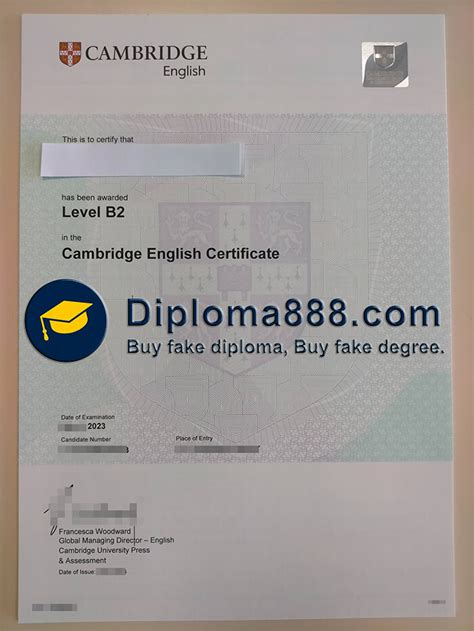 CAMBRIDGE
English
This is to certify that
has been awarded
Level B2
in the
Cambridge English Certificate
Diploma888.com
Buy fake diploma, Buy fake degree.
Date of Examination
2023
Candidate Number
Place of Entry
Francesca Woodward
Global Managing Director – English
Cambridge University Press
& Assessment
Date of Issue: